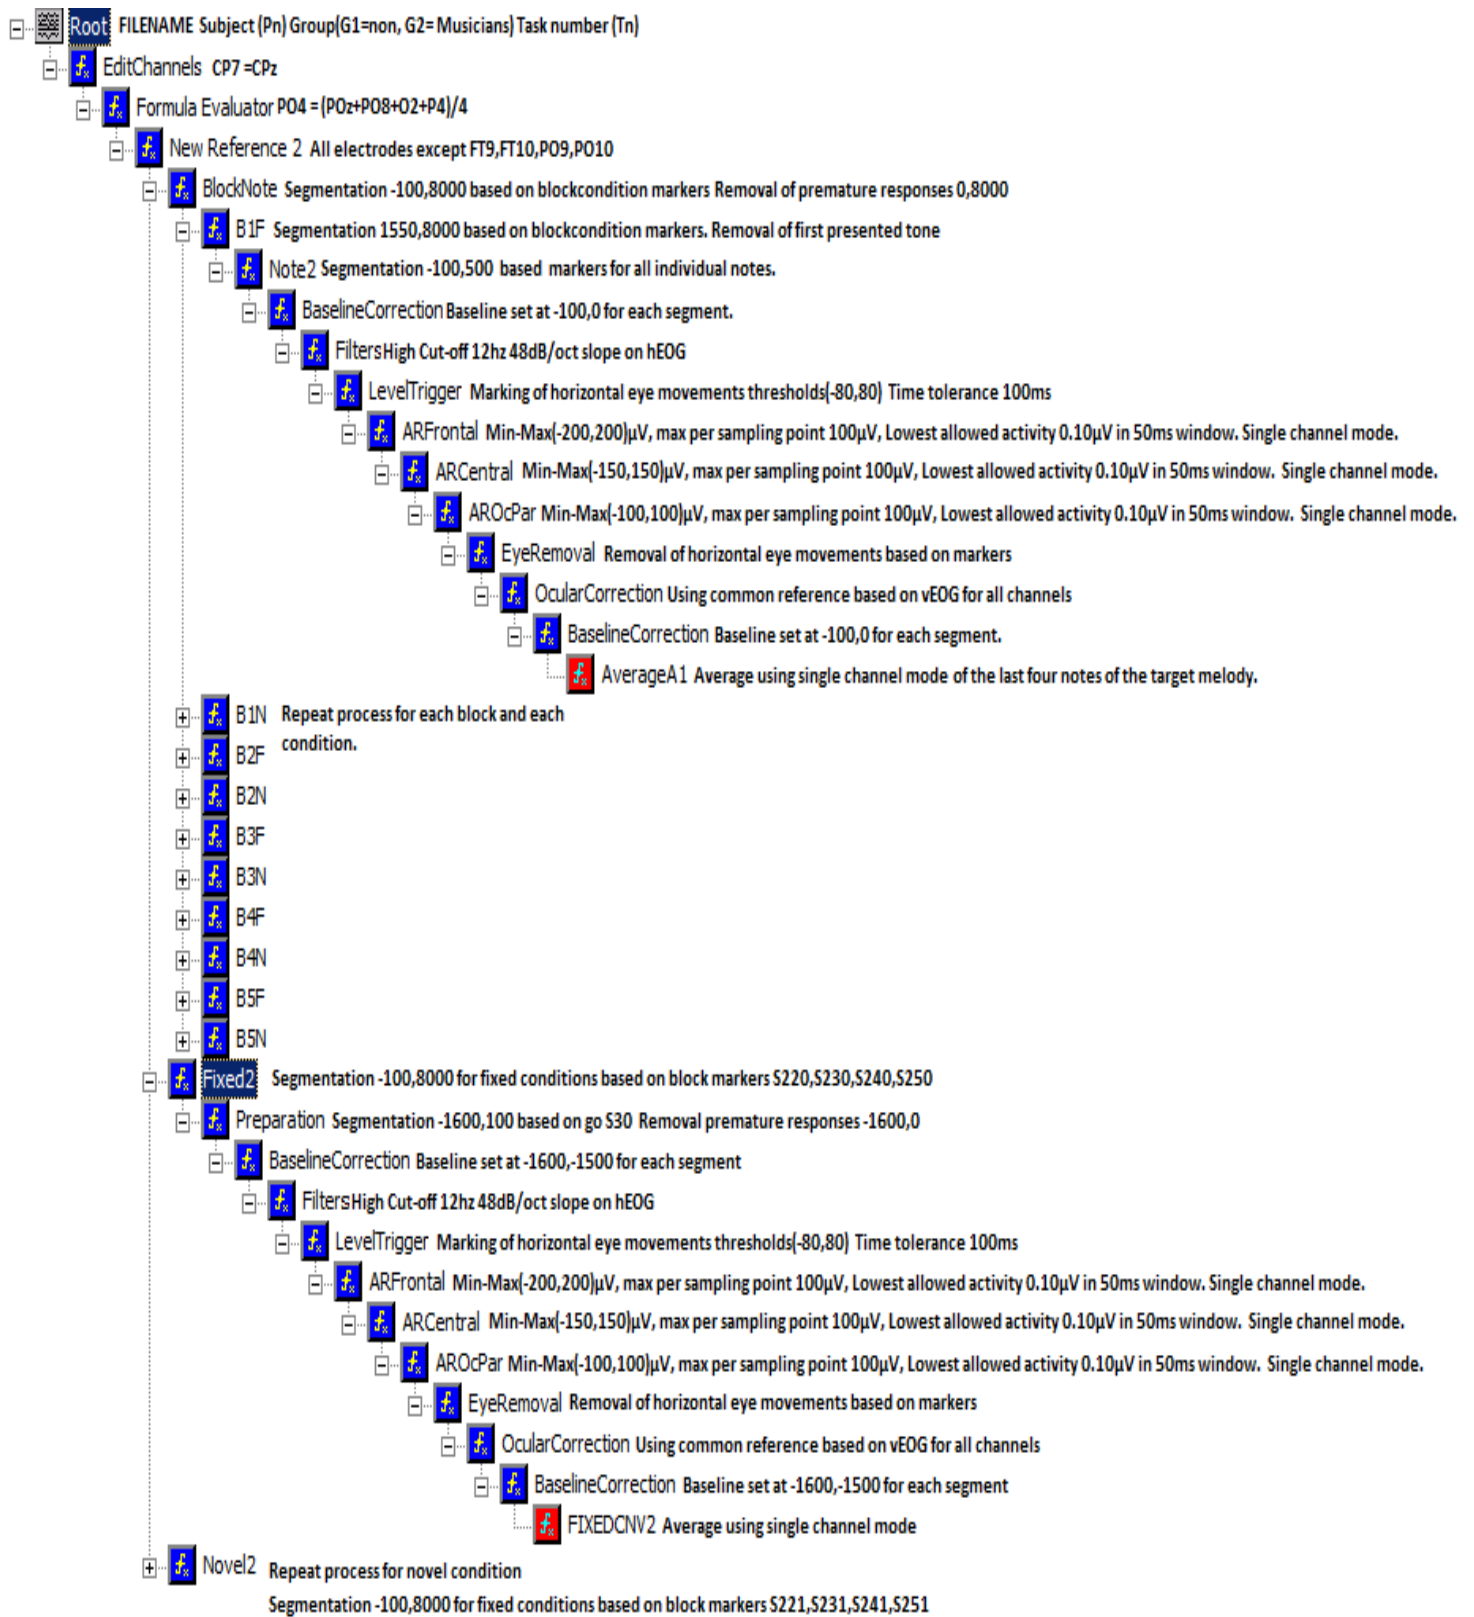 Root FILENAME Subject (Pn) Group(G1=non, G2= Musicians) Task number (Tn)
EditChannels CP7 =CPz
Formula Evaluator PO4 = (POz+PO8+O2+P4)/4
New Reference 2 All electrodes except FT9,FT10,PO9,PO10
BlockNote Segmentation -100,8000 based on blockcondition markers Removal of premature responses 0,8000
B1F Segmentation 1550,8000 based on blockcondition markers. Removal of first presented tone
Note2 Segmentation -100,500 based markers for all individual notes.
BaselineCorrection Baseline set at -100,0 for each segment.
Filters High Cut-off 12hz 48dB/oct slope on hEOG
LevelTrigger Marking of horizontal eye movements thresholds(-80,80) Time tolerance 100ms
ARFrontal Min-Max(-200,200)µV, max per sampling point 100µV, Lowest allowed activity 0.10µV in 50ms window. Single channel mode.
ARCentral Min-Max(-150,150)µV, max per sampling point 100µV, Lowest allowed activity 0.10µV in 50ms window. Single channel mode.
AROcPar Min-Max(-100,100)µV, max per sampling point 100µV, Lowest allowed activity 0.10µV in 50ms window. Single channel mode.
EyeRemoval Removal of horizontal eye movements based on markers
OcularCorrection Using common reference based on vEOG for all channels
BaselineCorrection Baseline set at -100,0 for each segment.
AverageA1 Average using single channel mode of the last four notes of the target melody.
B1N Repeat process for each block and each
condition.
B2F
B2N
B3F
B3N
B4F
B4N
B5F
B5N
Fixed2 Segmentation -100,8000 for fixed conditions based on block markers S220,S230,S240,S250
Preparation Segmentation -1600,100 based on go S30 Removal premature responses -1600,0
BaselineCorrection Baseline set at -1600,-1500 for each segment
Filters High Cut-off 12hz 48dB/oct slope on hEOG
LevelTrigger Marking of horizontal eye movements thresholds(-80,80) Time tolerance 100ms
ARFrontal Min-Max(-200,200)µV, max per sampling point 100µV, Lowest allowed activity 0.10µV in 50ms window. Single channel mode.
ARCentral Min-Max(-150,150)µV, max per sampling point 100µV, Lowest allowed activity 0.10µV in 50ms window. Single channel mode.
AROcPar Min-Max(-100,100)µV, max per sampling point 100µV, Lowest allowed activity 0.10µV in 50ms window. Single channel mode.
EyeRemoval Removal of horizontal eye movements based on markers
OcularCorrection Using common reference based on vEOG for all channels
BaselineCorrection Baseline set at -1600,-1500 for each segment
FIXEDCNV2 Average using single channel mode
Novel2 Repeat process for novel condition
Segmentation -100,8000 for fixed conditions based on block markers S221,S231,S241,S251